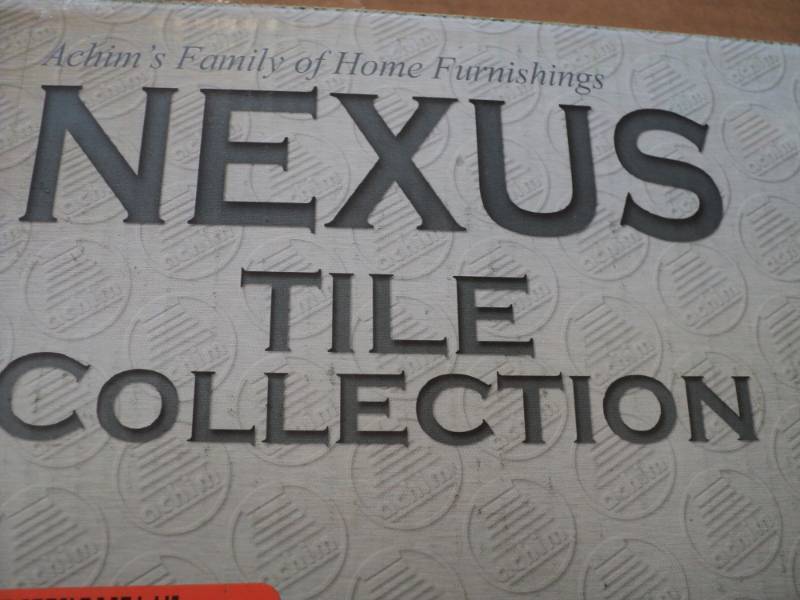 Achim's Family of Home Furnishings
NEXUS
TILE
COLLECTION